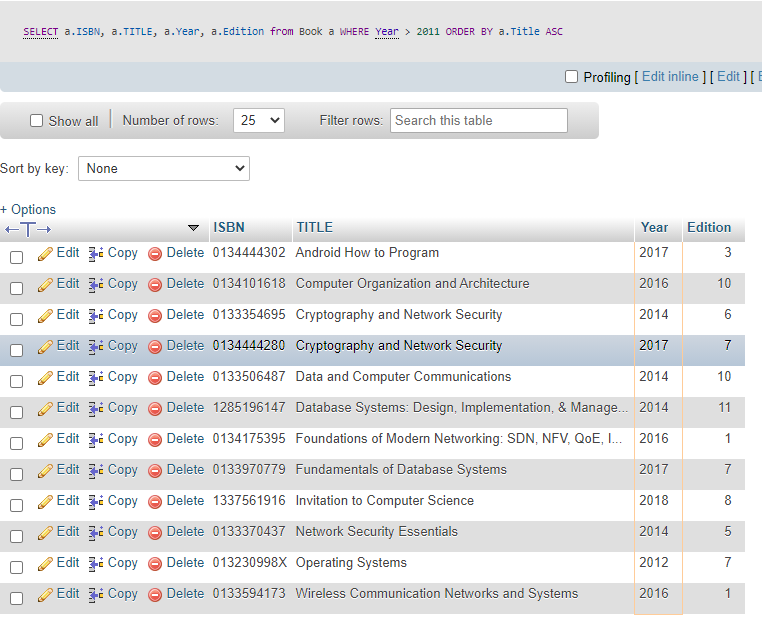 SELECT a.ISBN, a.TITLE, a.Year, a.Edition from Book a WHERE Year > 2011 ORDER BY a.Title ASC
Profiling [ Edit inline ] [ Edit ] [
Show all Number of rows: 25 Filter rows: Search this table
Sort by key: None
+ Options
←T→ ISBN TITLE Year Edition
Edit Copy Delete 0134444302 Android How to Program 2017 3
Edit Copy Delete 0134101618 Computer Organization and Architecture 2016 10
Edit Copy Delete 0133354695 Cryptography and Network Security 2014 6
Edit Copy Delete 0134444280 Cryptography and Network Security 2017 7
Edit Copy Delete 0133506487 Data and Computer Communications 2014 10
Edit Copy Delete 1285196147 Database Systems: Design, Implementation, & Manage... 2014 11
Edit Copy Delete 0134175395 Foundations of Modern Networking: SDN, NFV, QoE, I... 2016 1
Edit Copy Delete 0133970779 Fundamentals of Database Systems 2017 7
Edit Copy Delete 1337561916 Invitation to Computer Science 2018 8
Edit Copy Delete 0133370437 Network Security Essentials 2014 5
Edit Copy Delete 013230998X Operating Systems 2012 7
Edit Copy Delete 0133594173 Wireless Communication Networks and Systems 2016 1